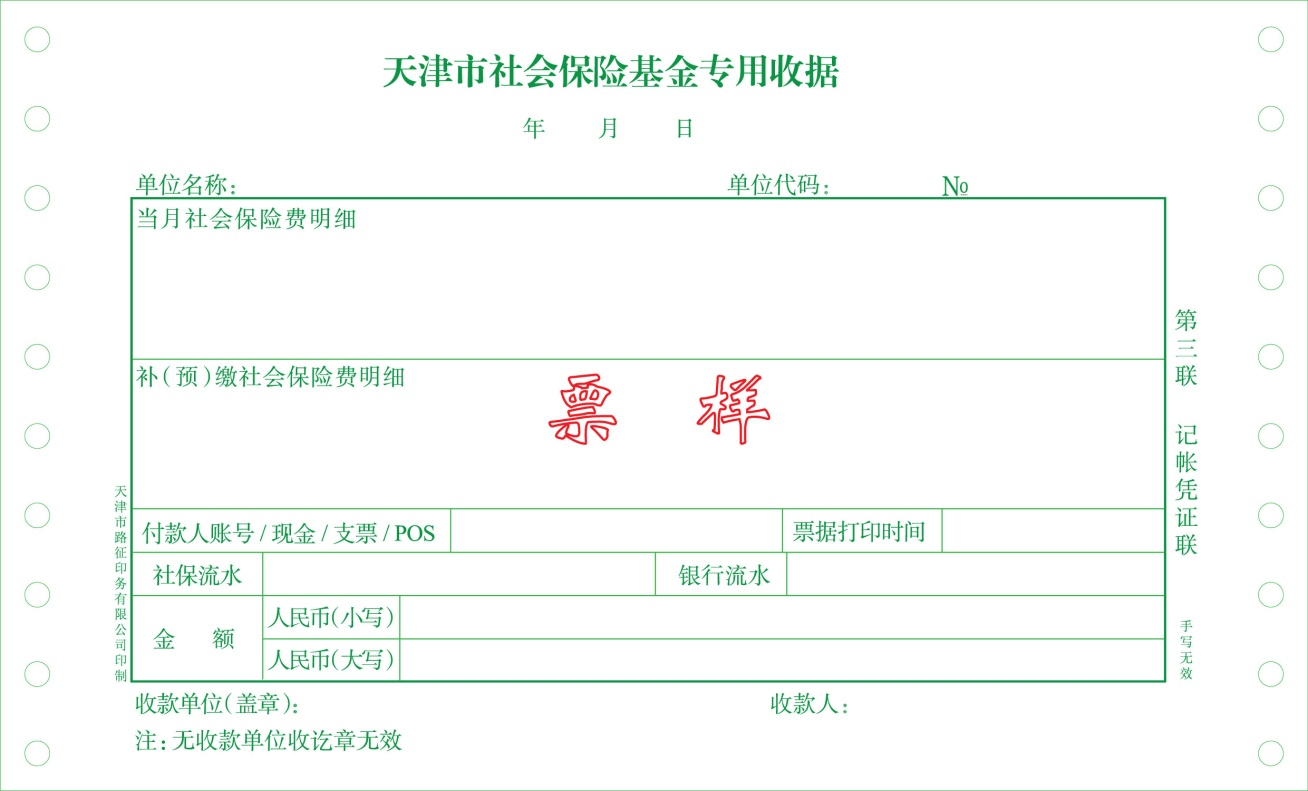 天津市社会保险基金专用收据
年 月 日
单位名称： 单位代码： №
当月社会保险费明细
补（预）缴社会保险费明细
票 样
付款人账号/现金/支票/POS 票据打印时间
社保流水 银行流水
金 额
人民币（小写）
人民币（大写）
收款单位（盖章）： 收款人：
注：无收款单位收讫章无效
第三联 记帐凭证联
手写无效
天津市路征印务有限公司印制